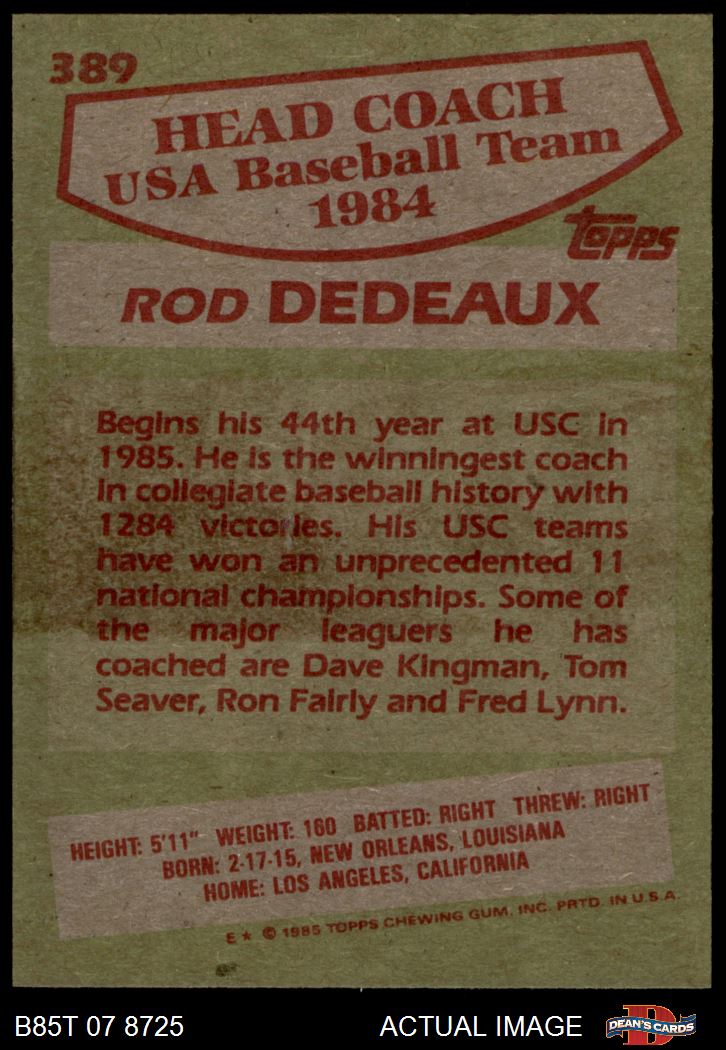 389
HEAD COACH
USA Baseball Team
1984
topps
ROD DEDEAUX
Begins his 44th year at USC in
1985. He is the winningest coach
in collegiate baseball history with
1284 victories. His USC teams
have won an unprecedented 11
national championships. Some of
the major leaguers he has
coached are Dave Kingman, Tom
Seaver, Ron Fairly and Fred Lynn.
HEIGHT: 5'11" WEIGHT: 160 BATTED: RIGHT THREW: RIGHT
BORN: 2-17-15, NEW ORLEANS, LOUISIANA
HOME: LOS ANGELES, CALIFORNIA
E★ © 1985 TOPPS CHEWING GUM, INC. PRTD. IN U.S.A.
B85T 07 8725 ACTUAL IMAGE D DEAN'S CARDS